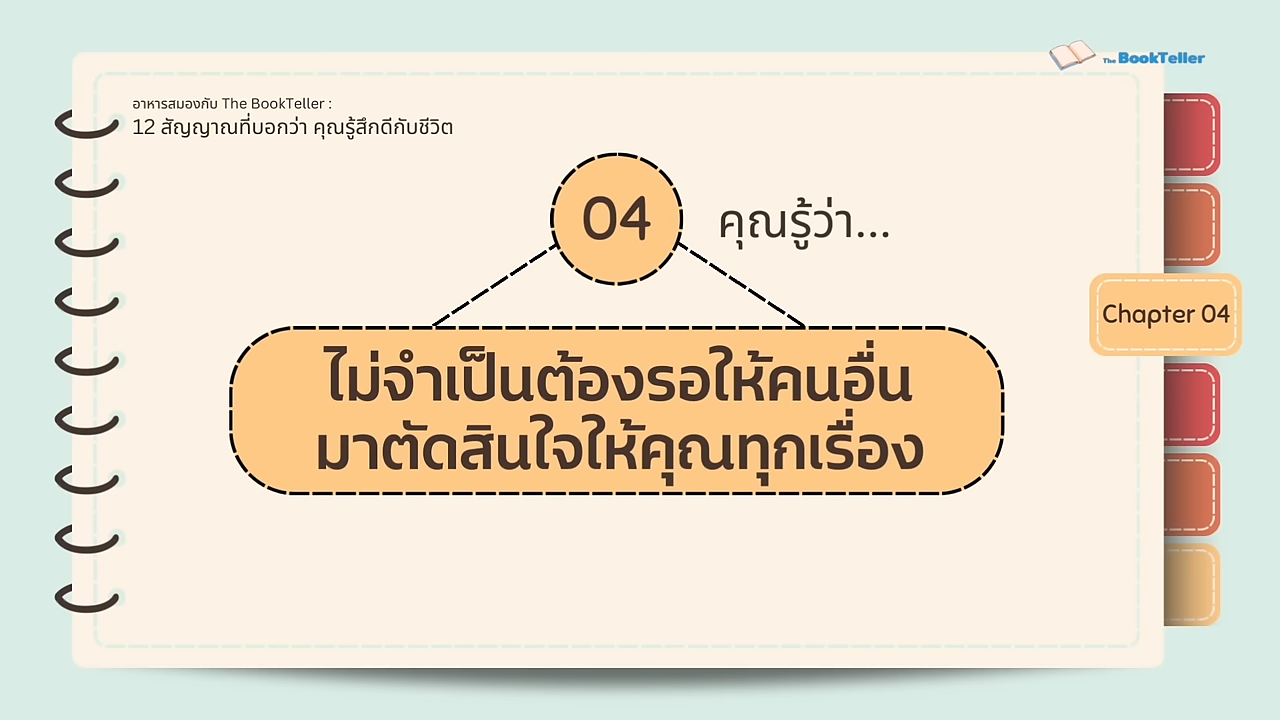 The BookTeller
อาหารสมองกับ The BookTeller :
12 สัญญาณที่บอกว่า คุณรู้สึกดีกับชีวิต
04
คุณรู้ว่า...
Chapter 04
ไม่จำเป็นต้องรอให้คนอื่น
มาตัดสินใจให้คุณทุกเรื่อง